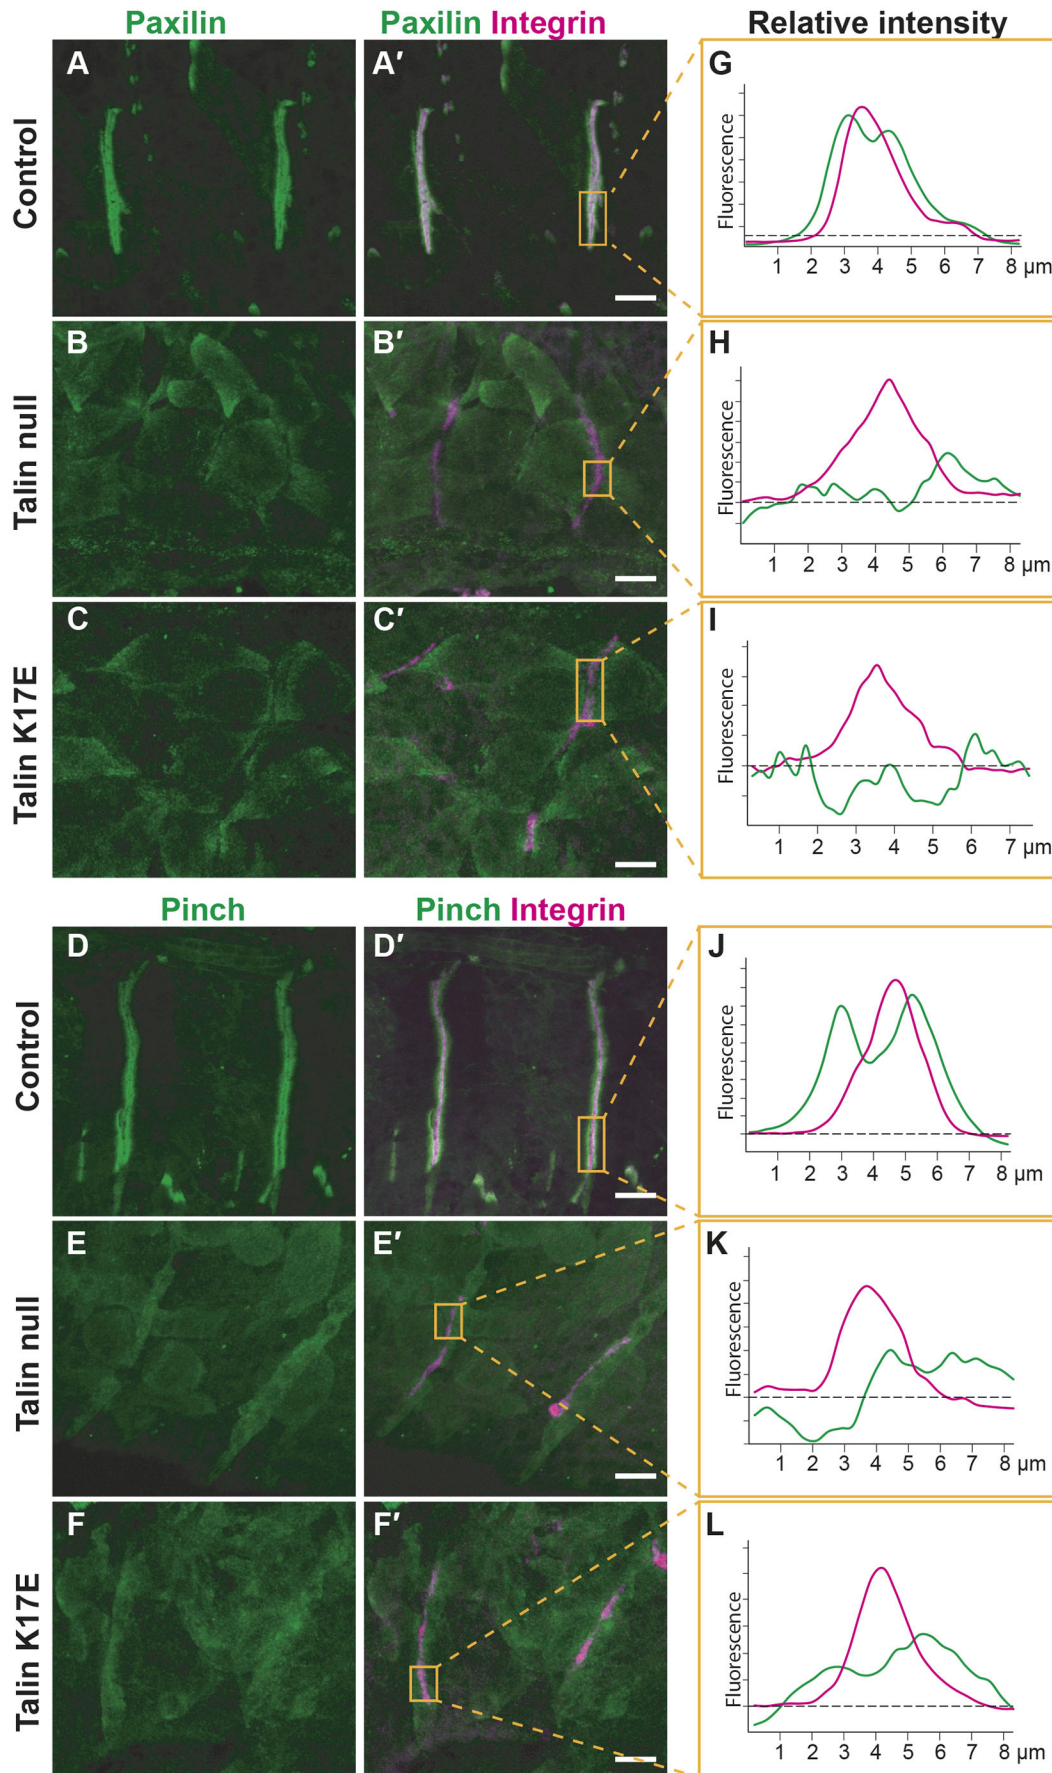 Paxilin
Paxilin Integrin
Relative intensity
Control
A
A′
G
Fluorescence
1 2 3 4 5 6 7 8 μm
Talin null
B
B′
H
Fluorescence
1 2 3 4 5 6 7 8 μm
Talin K17E
C
C′
I
Fluorescence
1 2 3 4 5 6 7 μm
Pinch
Pinch Integrin
Control
D
D′
J
Fluorescence
1 2 3 4 5 6 7 8 μm
Talin null
E
E′
K
Fluorescence
1 2 3 4 5 6 7 8 μm
Talin K17E
F
F′
L
Fluorescence
1 2 3 4 5 6 7 8 μm